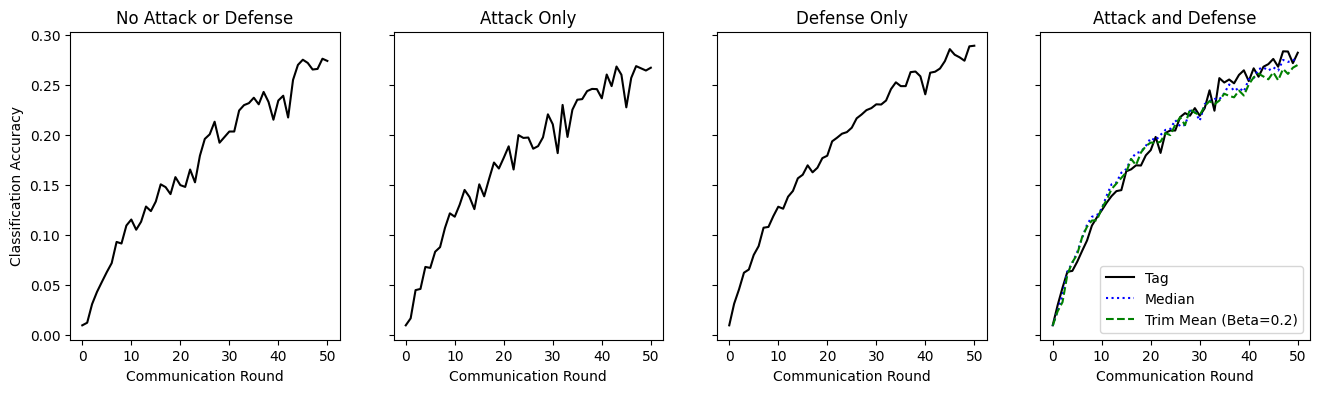 No Attack or Defense
Attack Only
Defense Only
Attack and Defense
Classification Accuracy
0.30
0.25
0.20
0.15
0.10
0.05
0.00
0 10 20 30 40 50
0 10 20 30 40 50
0 10 20 30 40 50
0 10 20 30 40 50
Communication Round
Communication Round
Communication Round
Communication Round
Tag
Median
Trim Mean (Beta=0.2)